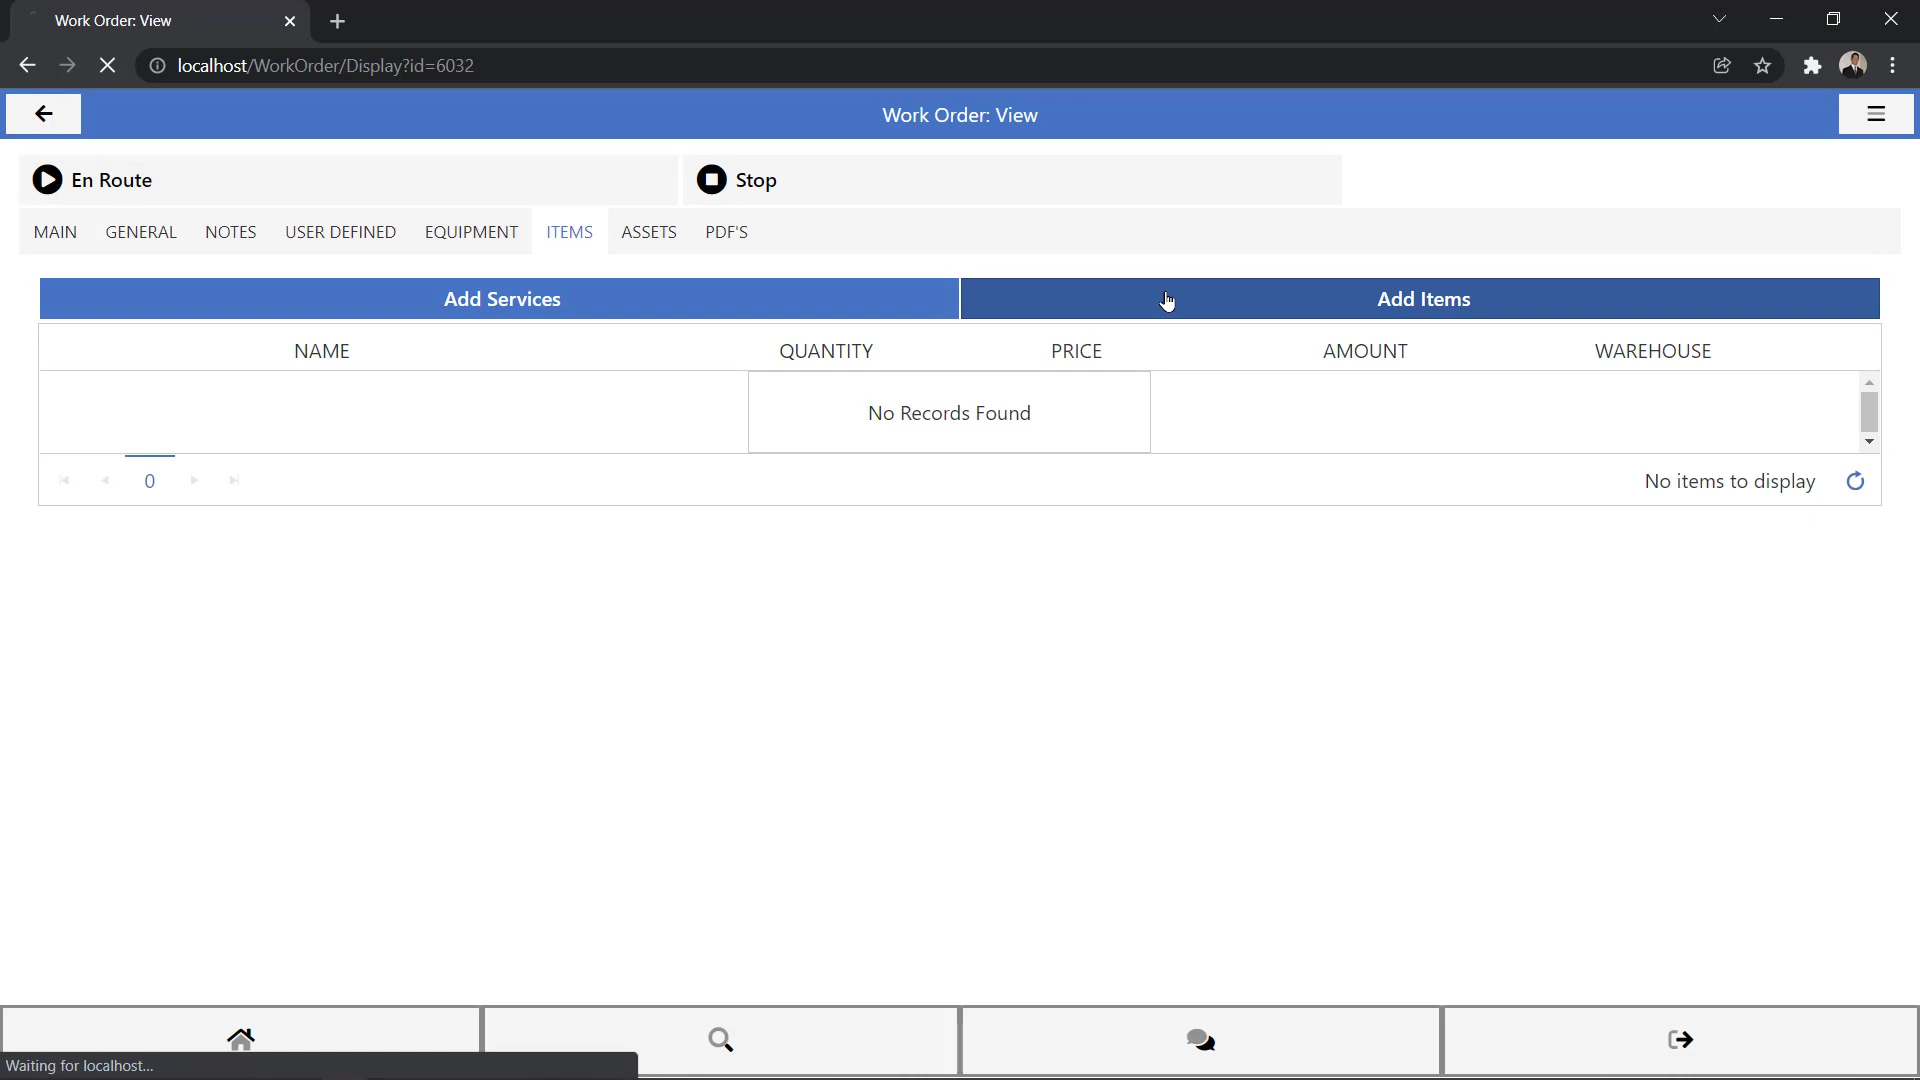 Work Order: View
localhost/WorkOrder/Display?id=6032
Work Order: View
En Route
Stop
MAIN GENERAL NOTES USER DEFINED EQUIPMENT ITEMS ASSETS PDF'S
Add Services Add Items
NAME QUANTITY PRICE AMOUNT WAREHOUSE
No Records Found
0 No items to display
Waiting for localhost...